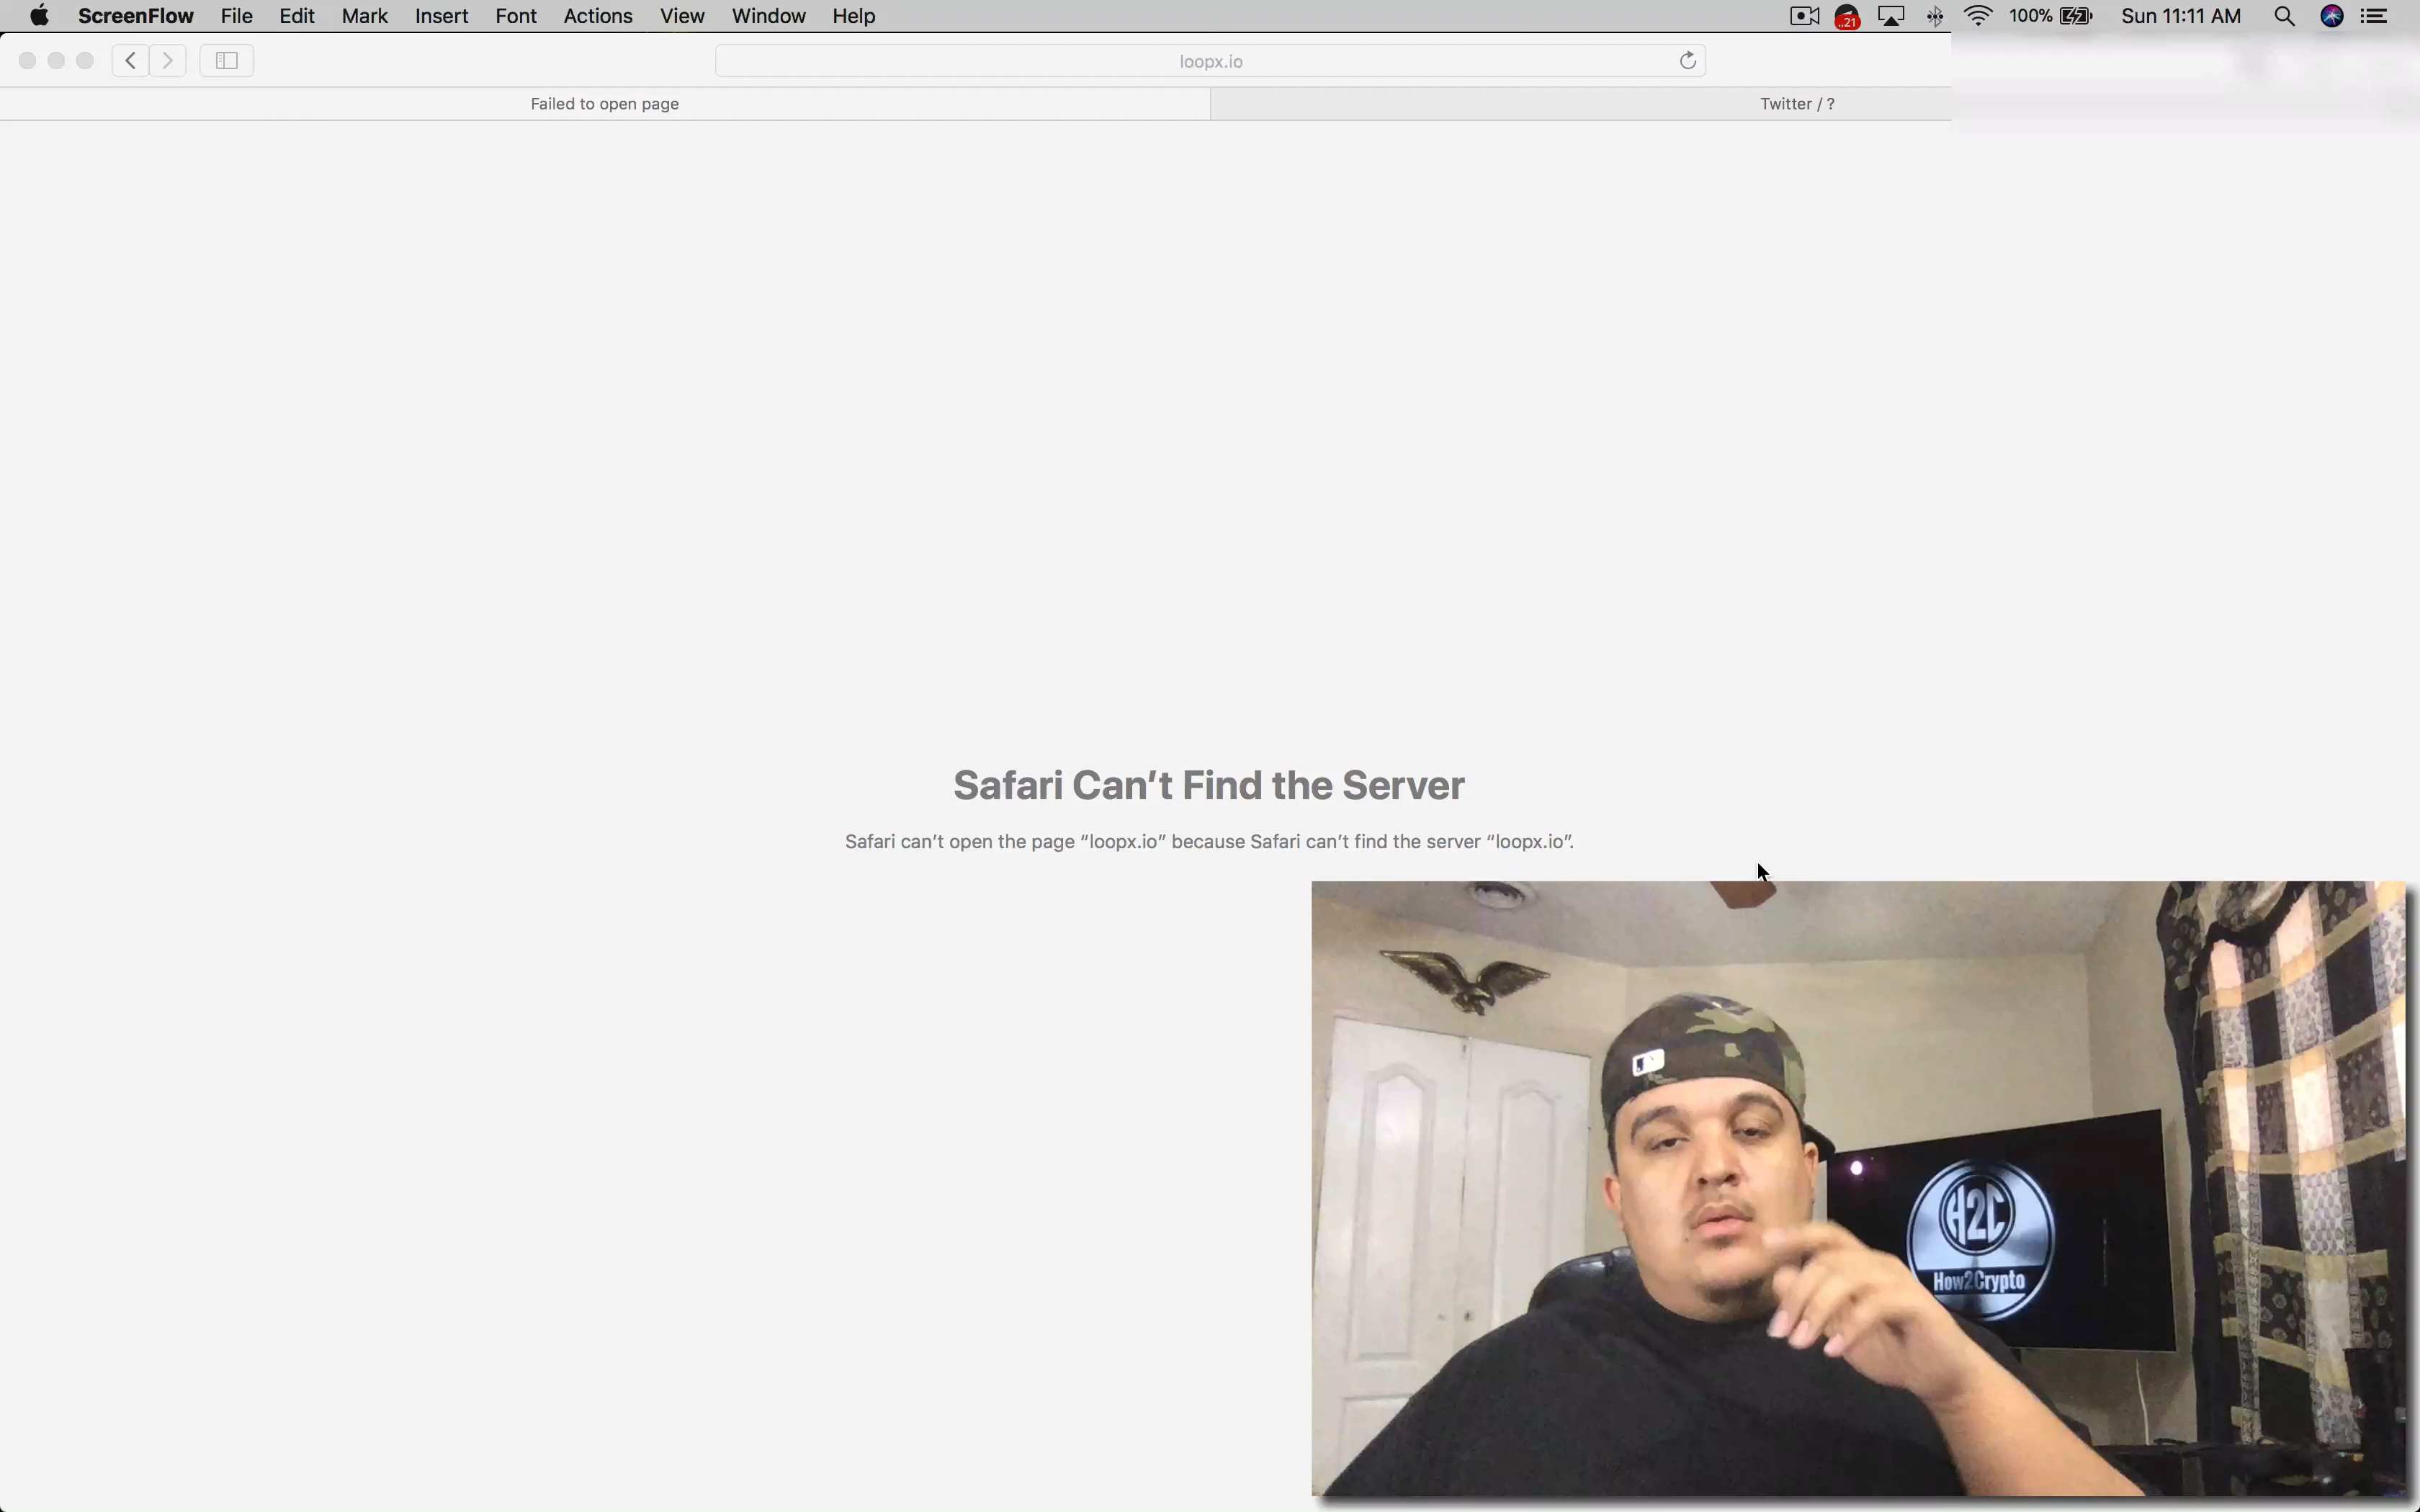 ScreenFlow File Edit Mark Insert Font Actions View Window Help ..21 100% Sun 11:11 AM
loopx.io
Failed to open page Twitter / ?
Safari Can’t Find the Server
Safari can’t open the page “loopx.io” because Safari can’t find the server “loopx.io”.
H2C
How2Crypto